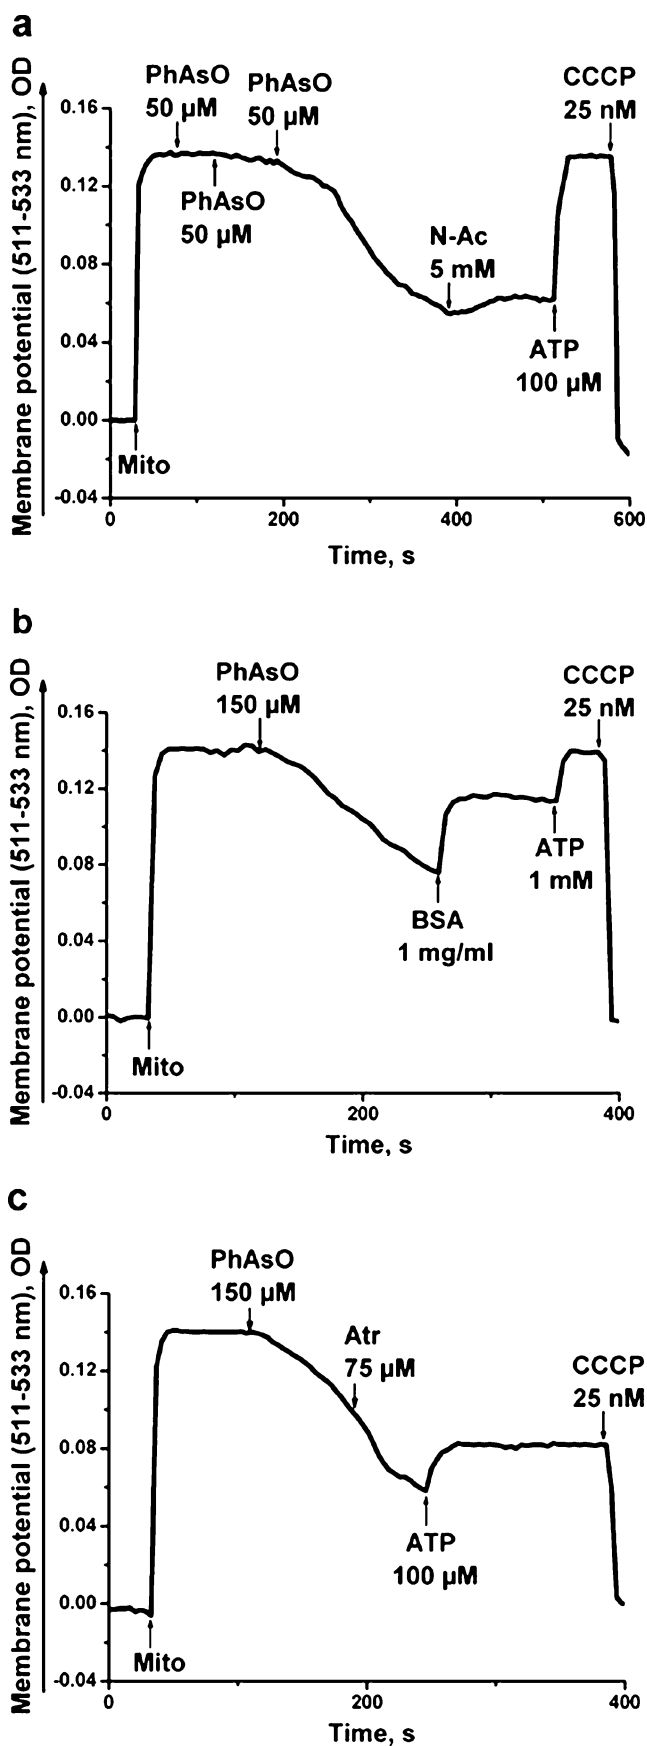 a
PhAsO
50 µM
PhAsO
50 µM
CCCP
25 nM
PhAsO
50 µM
N-Ac
5 mM
ATP
100 µM
Mito
Membrane potential (511-533 nm), OD
0.16
0.12
0.08
0.04
0.00
-0.04
0
200
400
600
Time, s
b
PhAsO
150 µM
CCCP
25 nM
ATP
1 mM
BSA
1 mg/ml
Mito
Membrane potential (511-533 nm), OD
0.16
0.12
0.08
0.04
0.00
-0.04
0
200
400
Time, s
c
PhAsO
150 µM
Atr
75 µM
CCCP
25 nM
ATP
100 µM
Mito
Membrane potential (511-533 nm), OD
0.16
0.12
0.08
0.04
0.00
-0.04
0
200
400
Time, s